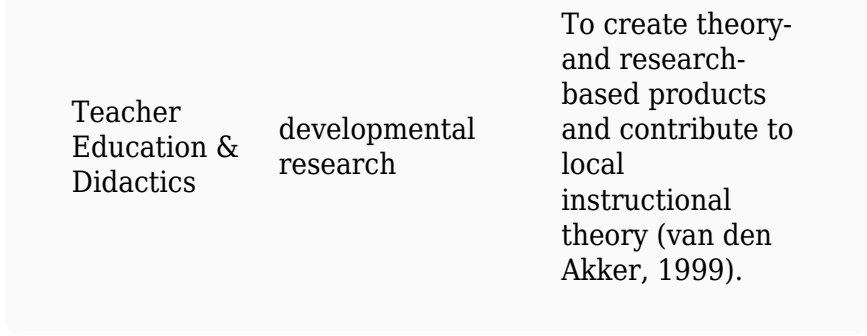 Teacher
Education &
Didactics
developmental
research
To create theory-
and research-
based products
and contribute to
local
instructional
theory (van den
Akker, 1999).